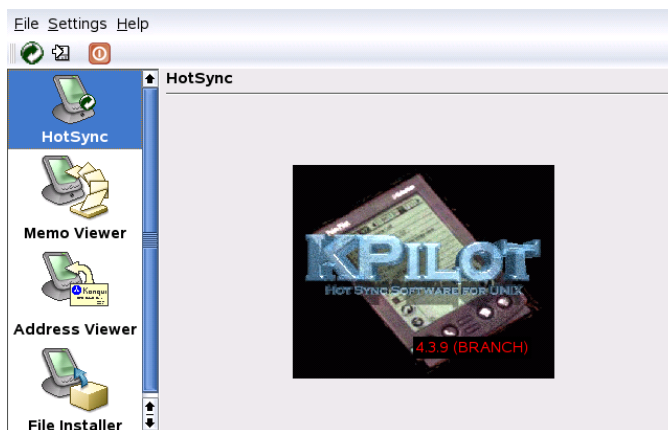 File Settings Help
HotSync
HotSync
Memo Viewer
Konqui
Address Viewer
File Installer
KPILOT
HOT SYNC SOFTWARE FOR UNIX
4.3.9 (BRANCH)